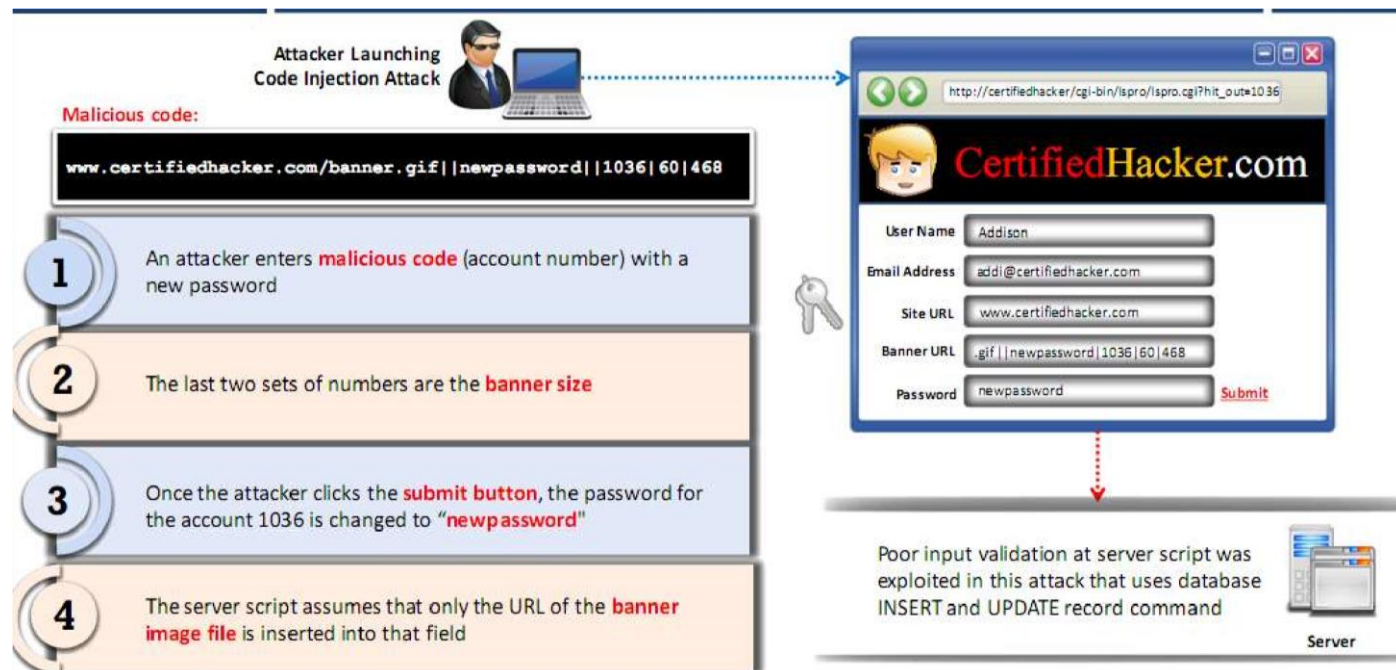 Attacker Launching
Code Injection Attack
Malicious code:
www.certifiedhacker.com/banner.gif||newpassword||1036|60|468
1
An attacker enters malicious code (account number) with a
new password
2
The last two sets of numbers are the banner size
3
Once the attacker clicks the submit button, the password for
the account 1036 is changed to “newpassword"
4
The server script assumes that only the URL of the banner
image file is inserted into that field
http://certifiedhacker/cgi-bin/lspro/lspro.cgi?hit_out=1036
CertifiedHacker.com
User Name Addison
Email Address addi@certifiedhacker.com
Site URL www.certifiedhacker.com
Banner URL .gif||newpassword|1036|60|468
Password newpassword Submit
Poor input validation at server script was
exploited in this attack that uses database
INSERT and UPDATE record command
Server